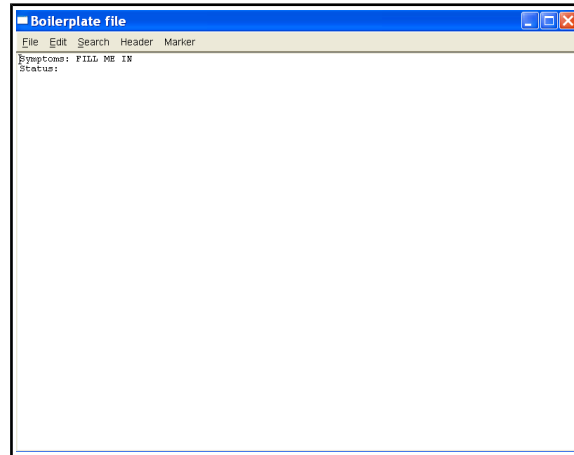 Boilerplate file
File Edit Search Header Marker
Symptoms: FILL ME IN
Status: